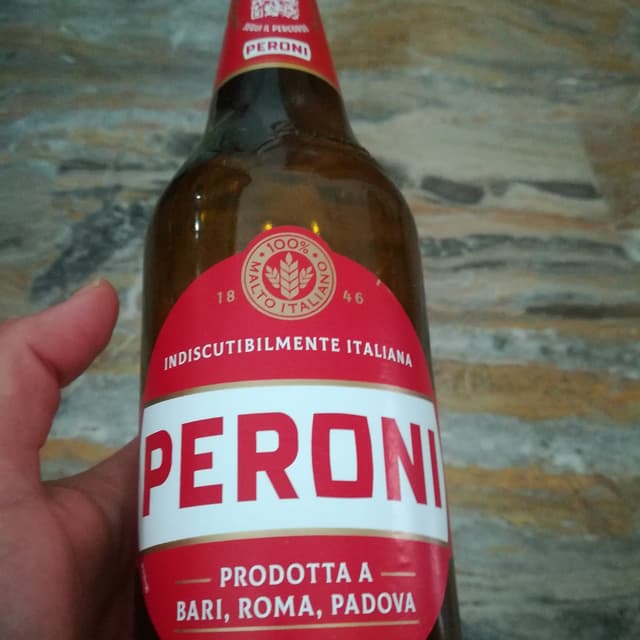 PERONI
100%
MALTO ITALIANO
18 46
INDISCUTIBILMENTE ITALIANA
PERONI
PRODOTTA A
BARI, ROMA, PADOVA